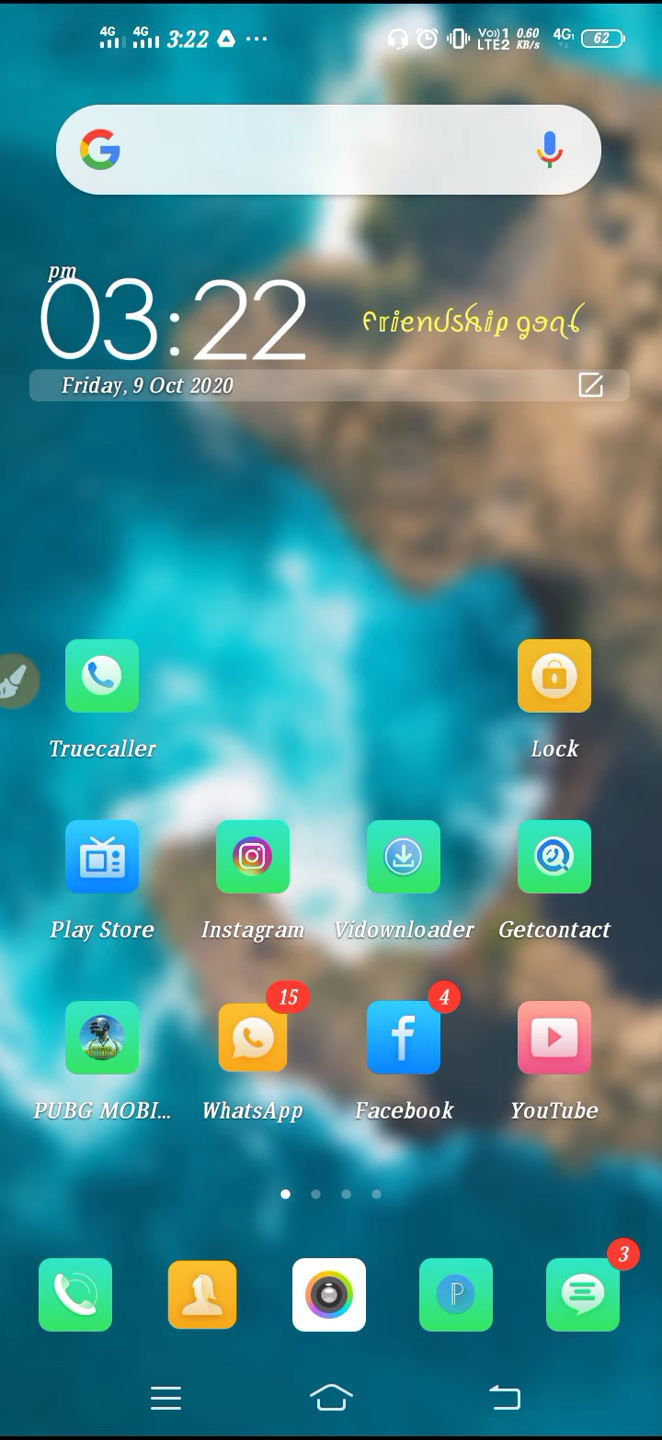 4G 4G 3:22 ... Vo)) 1 LTE2 0.60 KB/s 4G 62
pm
03:22 Friendship goal
Friday, 9 Oct 2020
Truecaller Lock
Play Store Instagram Vidownloader Getcontact
15 4
PUBG MOBI... WhatsApp Facebook YouTube
3
P